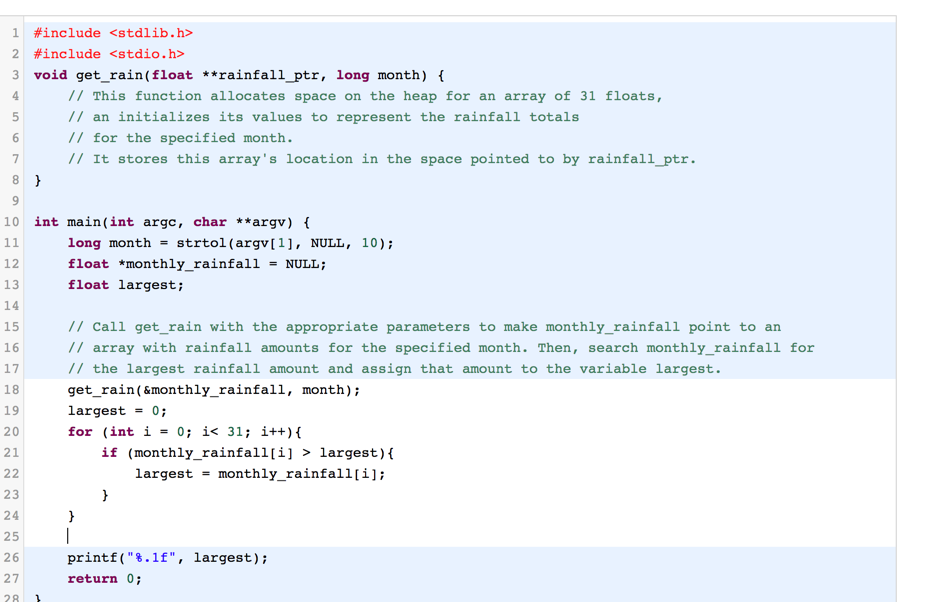 1 #include <stdlib.h>
2 #include <stdio.h>
3 void get_rain(float **rainfall_ptr, long month) {
4     // This function allocates space on the heap for an array of 31 floats,
5     // an initializes its values to represent the rainfall totals
6     // for the specified month.
7     // It stores this array's location in the space pointed to by rainfall_ptr.
8 }
9
10 int main(int argc, char **argv) {
11     long month = strtol(argv[1], NULL, 10);
12     float *monthly_rainfall = NULL;
13     float largest;
14
15     // Call get_rain with the appropriate parameters to make monthly_rainfall point to an
16     // array with rainfall amounts for the specified month. Then, search monthly_rainfall for
17     // the largest rainfall amount and assign that amount to the variable largest.
18     get_rain(&monthly_rainfall, month);
19     largest = 0;
20     for (int i = 0; i< 31; i++){
21         if (monthly_rainfall[i] > largest){
22             largest = monthly_rainfall[i];
23         }
24     }
25
26     printf("%.1f", largest);
27     return 0;
28 }